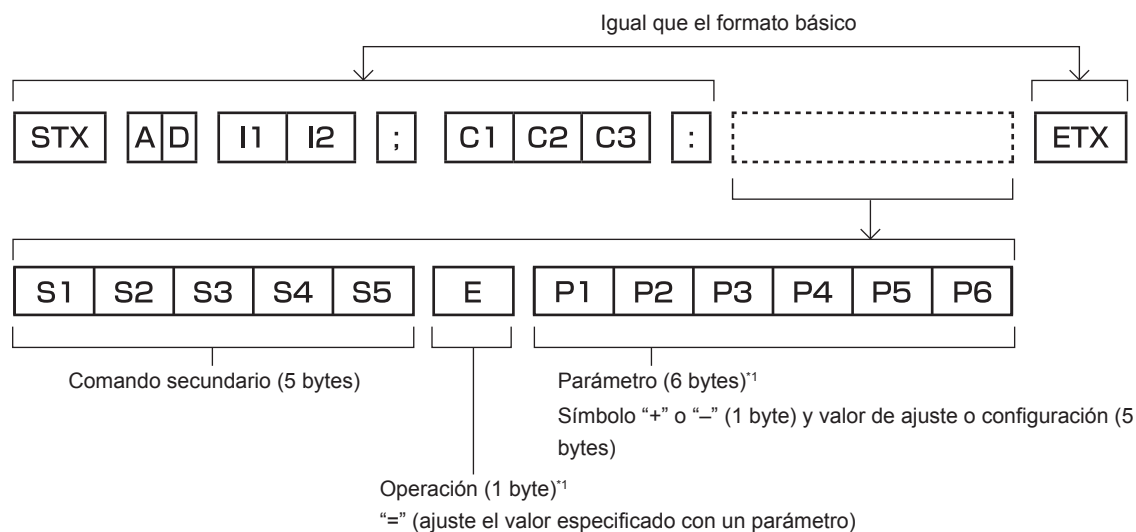 Igual que el formato básico
STX A D I1 I2 ; C1 C2 C3 : ETX
S1 S2 S3 S4 S5 E P1 P2 P3 P4 P5 P6
Comando secundario (5 bytes)
Parámetro (6 bytes)*1
Símbolo “+” o “–” (1 byte) y valor de ajuste o configuración (5
bytes)
Operación (1 byte)*1
“=” (ajuste el valor especificado con un parámetro)